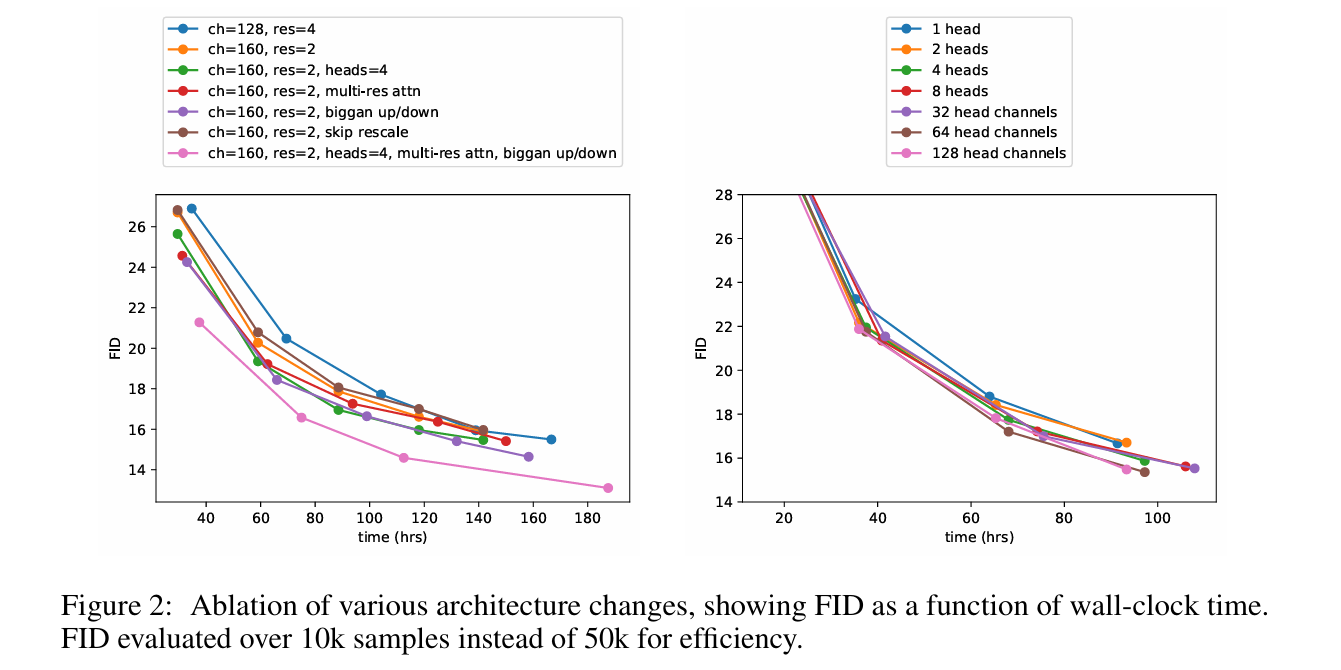 ch=128, res=4
ch=160, res=2
ch=160, res=2, heads=4
ch=160, res=2, multi-res attn
ch=160, res=2, biggan up/down
ch=160, res=2, skip rescale
ch=160, res=2, heads=4, multi-res attn, biggan up/down
26
24
22
20
18
16
14
FID
40 60 80 100 120 140 160 180
time (hrs)
1 head
2 heads
4 heads
8 heads
32 head channels
64 head channels
128 head channels
28
26
24
22
20
18
16
14
FID
20 40 60 80 100
time (hrs)
Figure 2: Ablation of various architecture changes, showing FID as a function of wall-clock time.
FID evaluated over 10k samples instead of 50k for efficiency.